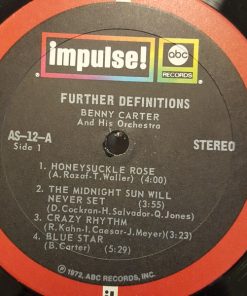 impulse! abc
RECORDS
FURTHER DEFINITIONS
BENNY CARTER
And His Orchestra
AS-12-A
Side 1
STEREO
1. HONEYSUCKLE ROSE
(A. Razaf-T. Waller) (4:00)
2. THE MIDNIGHT SUN WILL
NEVER SET (3:55)
(D. Cockran-H. Salvador-Q. Jones)
3. CRAZY RHYTHM
(R. Kahn-I. Caesar-J. Meyer) (3:23)
4. BLUE STAR
(B. Carter) (5:29)
Ⓟ 1973, ABC RECORDS, INC.